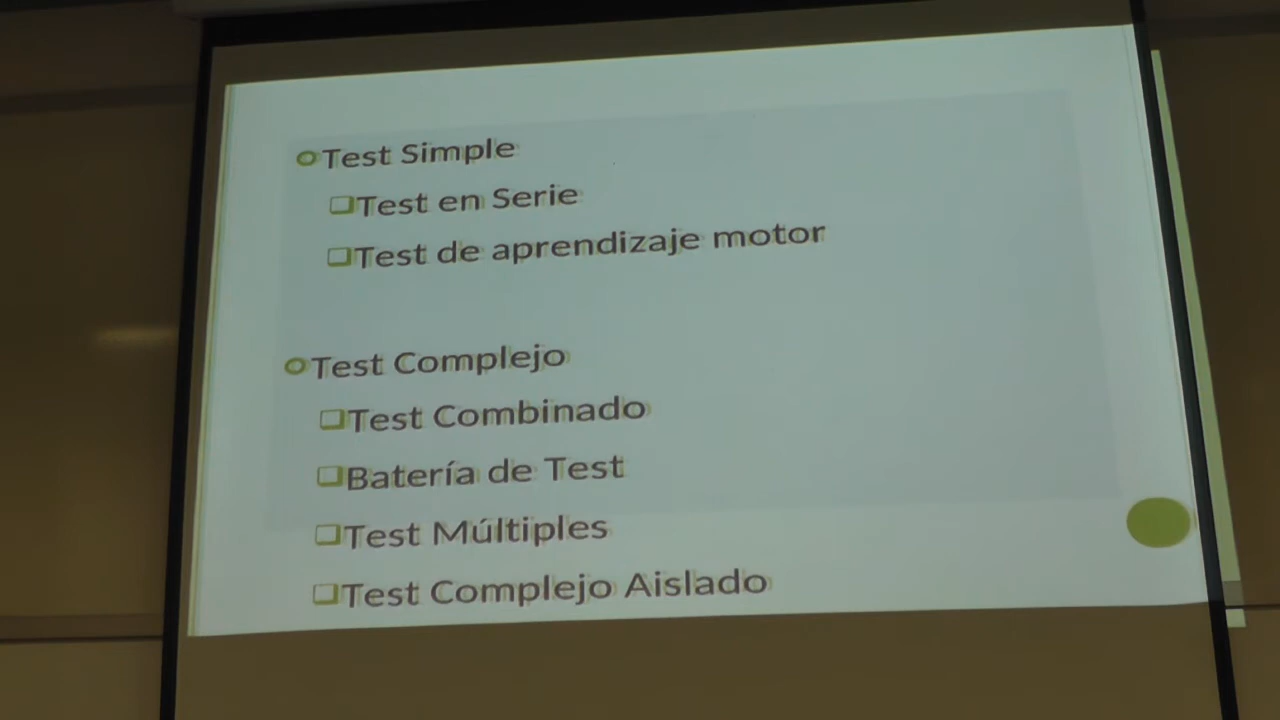 Test Simple
Test en Serie
Test de aprendizaje motor
Test Complejo
Test Combinado
Batería de Test
Test Múltiples
Test Complejo Aislado